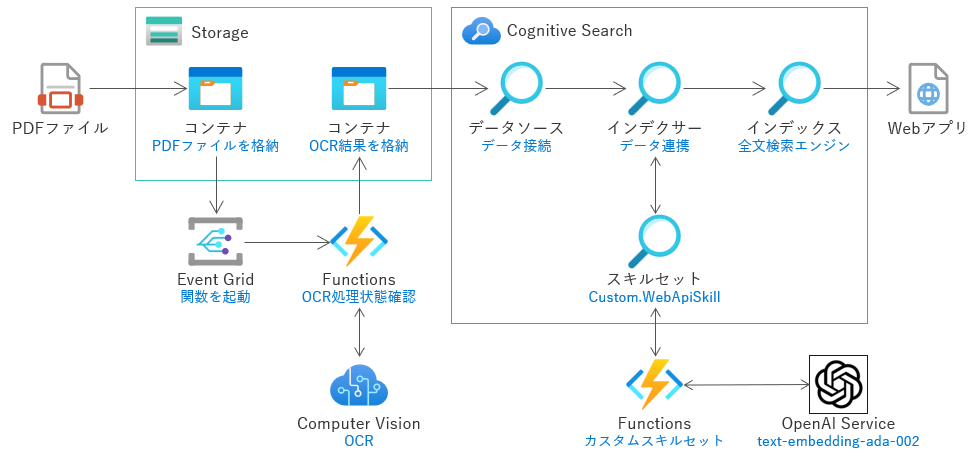 Storage
Cognitive Search
PDFファイル
コンテナ
PDFファイルを格納
コンテナ
OCR結果を格納
データソース
データ接続
インデクサー
データ連携
インデックス
全文検索エンジン
Webアプリ
Event Grid
関数を起動
Functions
OCR処理状態確認
スキルセット
Custom.WebApiSkill
Computer Vision
OCR
Functions
カスタムスキルセット
OpenAI Service
text-embedding-ada-002